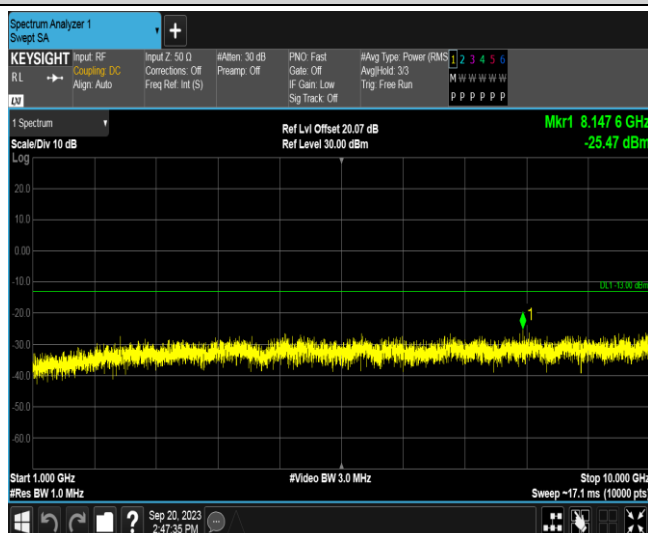 Spectrum Analyzer 1
Swept SA
+
KEYSIGHT
RL
LXI
Input: RF
Coupling: DC
Align: Auto
Input Z: 50 Ω
Corrections: Off
Freq Ref: Int (S)
#Atten: 30 dB
Preamp: Off
PNO: Fast
Gate: Off
IF Gain: Low
Sig Track: Off
#Avg Type: Power (RMS
Avg|Hold: 3/3
Trig: Free Run
1 2 3 4 5 6
M W W W W W
P P P P P P
1 Spectrum
Scale/Div 10 dB
Log
Ref Lvl Offset 20.07 dB
Ref Level 30.00 dBm
Mkr1 8.147 6 GHz
-25.47 dBm
20.0
10.0
0.00
-10.0
DL1 -13.00 dBm
-20.0
1
-30.0
-40.0
-50.0
-60.0
Start 1.000 GHz
#Res BW 1.0 MHz
#Video BW 3.0 MHz
Stop 10.000 GHz
Sweep ~17.1 ms (10000 pts)
?
Sep 20, 2023
2:47:35 PM